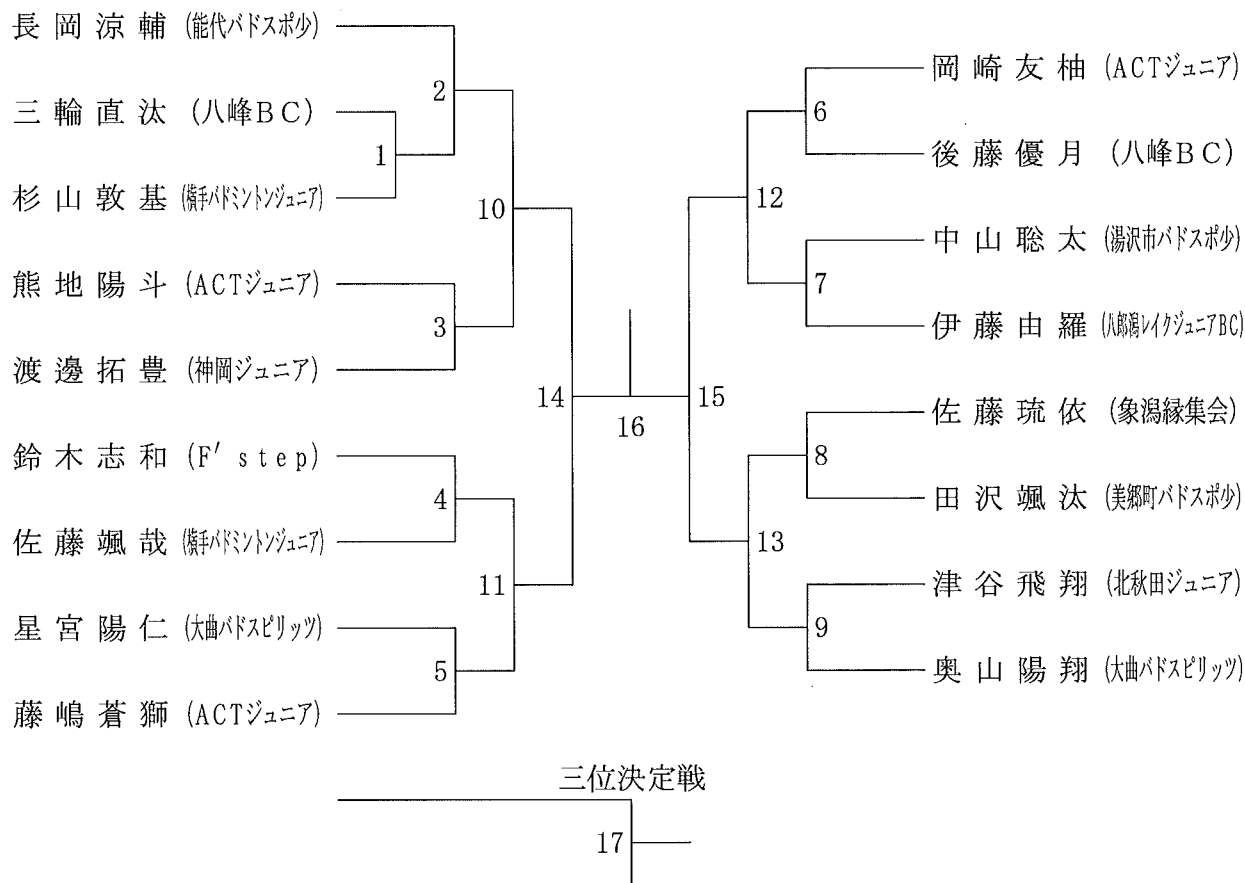 長岡涼輔 (能代バドスポ少)
2
三輪直汰 (八峰BC)
1
杉山敦基 (横手バドミントンジュニア)
10
熊地陽斗 (ACTジュニア)
3
渡邊拓豊 (神岡ジュニア)
14
鈴木志和 (F′ step)
4
佐藤颯哉 (横手バドミントンジュニア)
11
星宮陽仁 (大曲バドスピリッツ)
5
藤嶋蒼獅 (ACTジュニア)
16
岡崎友柚 (ACTジュニア)
6
後藤優月 (八峰BC)
12
中山聡太 (湯沢市バドスポ少)
7
伊藤由羅 (八郎潟レイクジュニアBC)
15
佐藤琉依 (象潟縁集会)
8
田沢颯汰 (美郷町バドスポ少)
13
津谷飛翔 (北秋田ジュニア)
9
奥山陽翔 (大曲バドスピリッツ)
三位決定戦
17